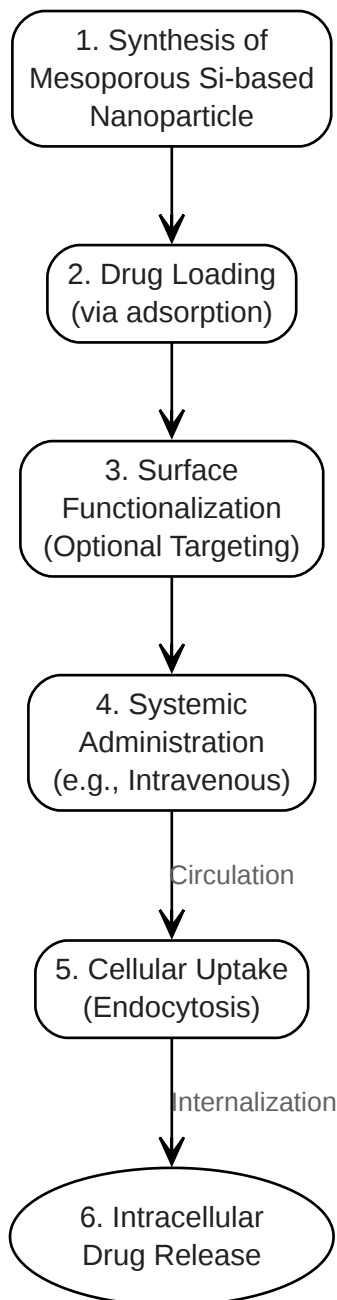 1. Synthesis of
Mesoporous Si-based
Nanoparticle
2. Drug Loading
(via adsorption)
3. Surface
Functionalization
(Optional Targeting)
4. Systemic
Administration
(e.g., Intravenous)
Circulation
5. Cellular Uptake
(Endocytosis)
Internalization
6. Intracellular
Drug Release